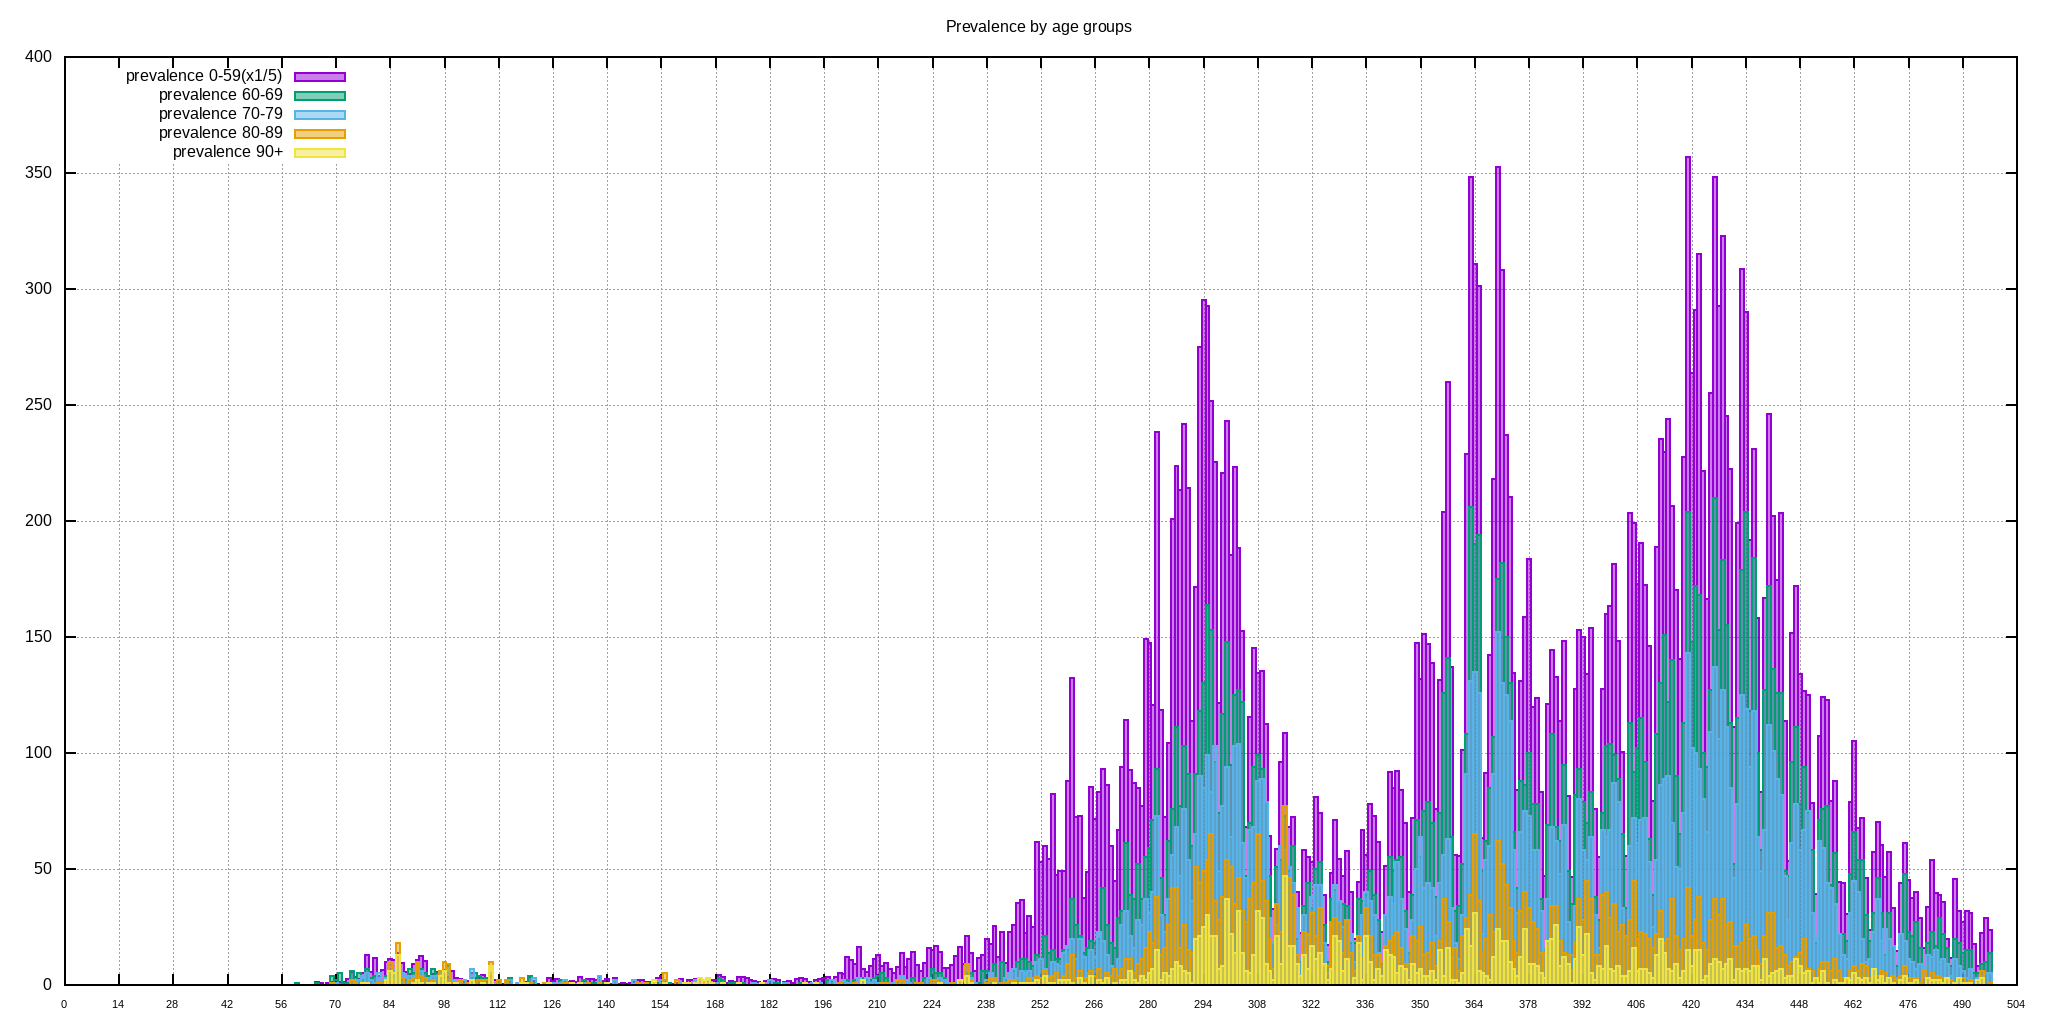 Prevalence by age groups
400
350
300
250
200
150
100
50
0
prevalence 0-59(x1/5)
prevalence 60-69
prevalence 70-79
prevalence 80-89
prevalence 90+
0 14 28 42 56 70 84 98 112 126 140 154 168 182 196 210 224 238 252 266 280 294 308 322 336 350 364 378 392 406 420 434 448 462 476 490 504